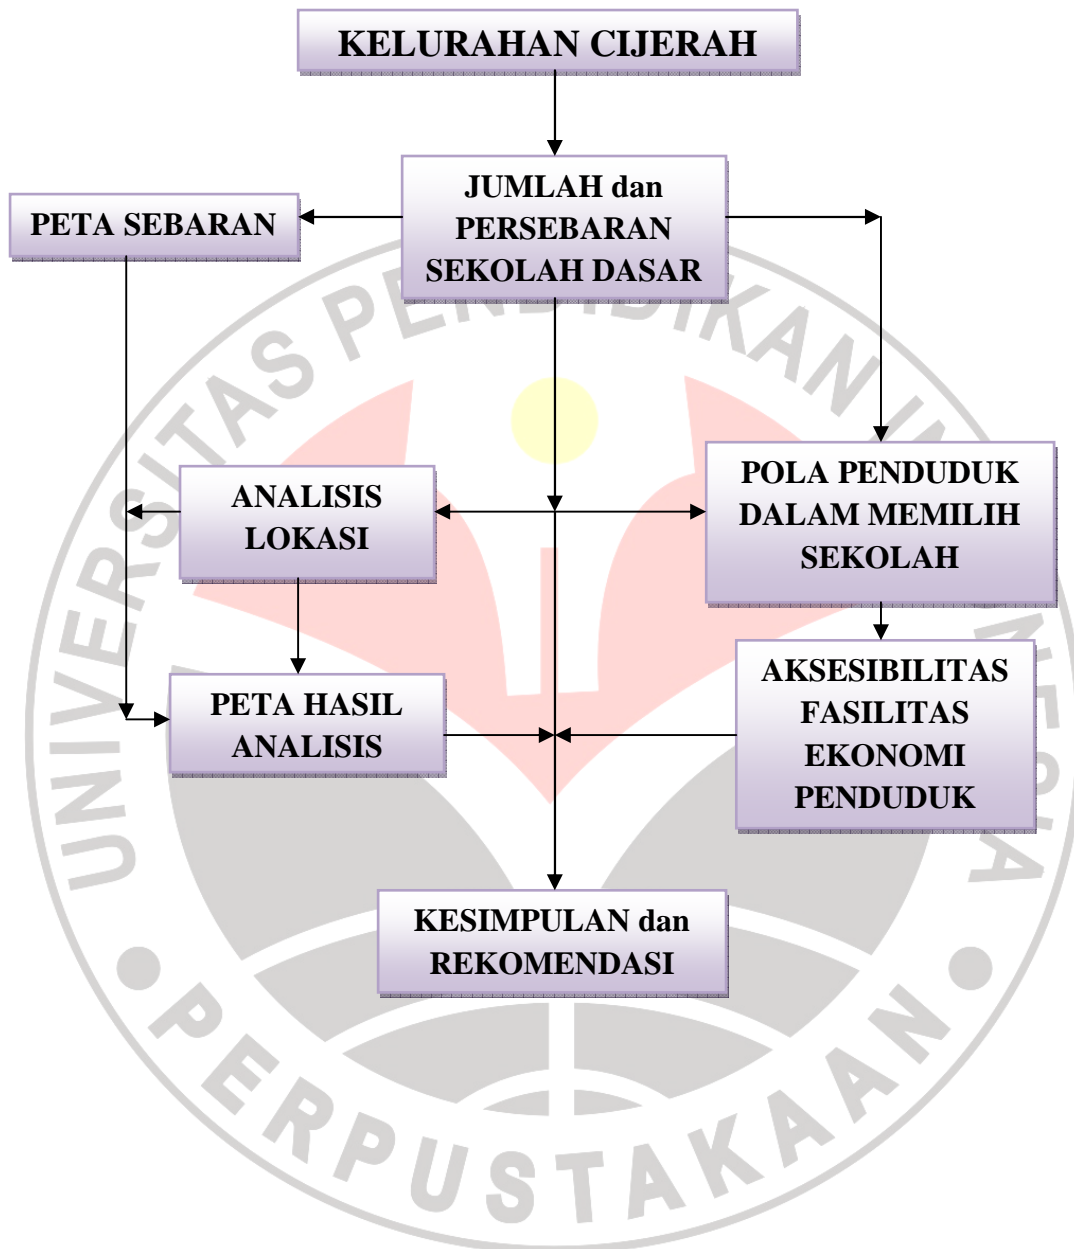 KELURAHAN CIJERAH
JUMLAH dan
PERSEBARAN
SEKOLAH DASAR
PETA SEBARAN
ANALISIS
LOKASI
POLA PENDUDUK
DALAM MEMILIH
SEKOLAH
PETA HASIL
ANALISIS
AKSESIBILITAS
FASILITAS
EKONOMI
PENDUDUK
KESIMPULAN dan
REKOMENDASI
UNIVERSITAS PENDIDIKAN INDONESIA
PERPUSTAKAAN